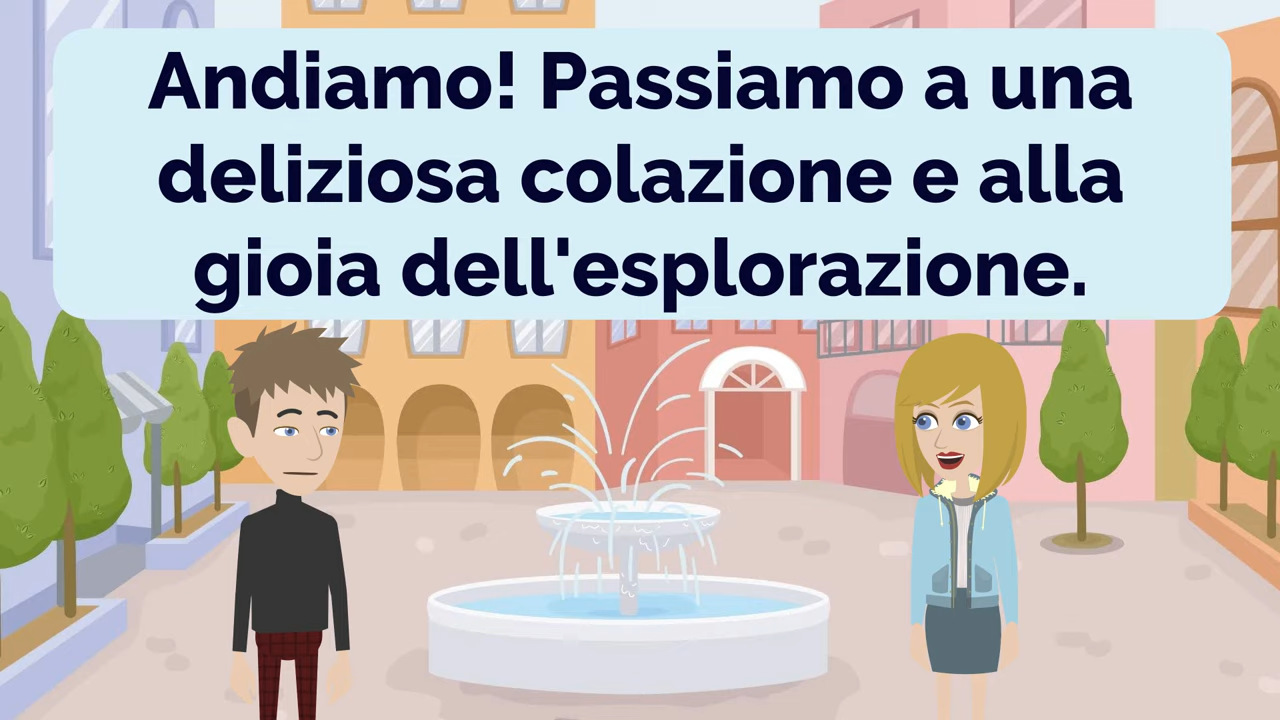 Andiamo! Passiamo a una
deliziosa colazione e alla
gioia dell'esplorazione.